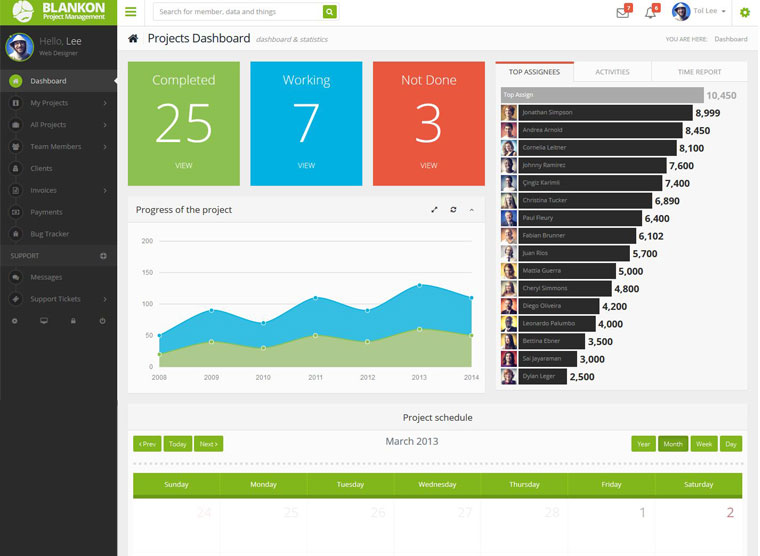 BLANKON
Project Management
Search for member, data and things
7
6
Tol Lee
Hello, Lee
Web Designer
Dashboard
My Projects
All Projects
Team Members
Clients
Invoices
Payments
Bug Tracker
SUPPORT
Messages
Support Tickets
Projects Dashboard dashboard & statistics
YOU ARE HERE: Dashboard
Completed
25
VIEW
Working
7
VIEW
Not Done
3
VIEW
Progress of the project
200
150
100
50
0
2008 2009 2010 2011 2012 2013 2014
TOP ASSIGNEES ACTIVITIES TIME REPORT
Top Assign 10,450
Jonathan Simpson 8,999
Andrea Arnold 8,450
Cornelia Leitner 8,100
Johnny Ramirez 7,600
Çingiz Karimli 7,400
Christina Tucker 6,890
Paul Fleury 6,400
Fabian Brunner 6,102
Juan Rios 5,700
Mattia Guerra 5,000
Cheryl Simmons 4,800
Diego Oliveira 4,200
Leonardo Palumbo 4,000
Bettina Ebner 3,500
Sai Jayaraman 3,000
Dylan Leger 2,500
Project schedule
‹ Prev Today Next › March 2013 Year Month Week Day
Sunday Monday Tuesday Wednesday Thursday Friday Saturday
24 25 26 27 28 1 2